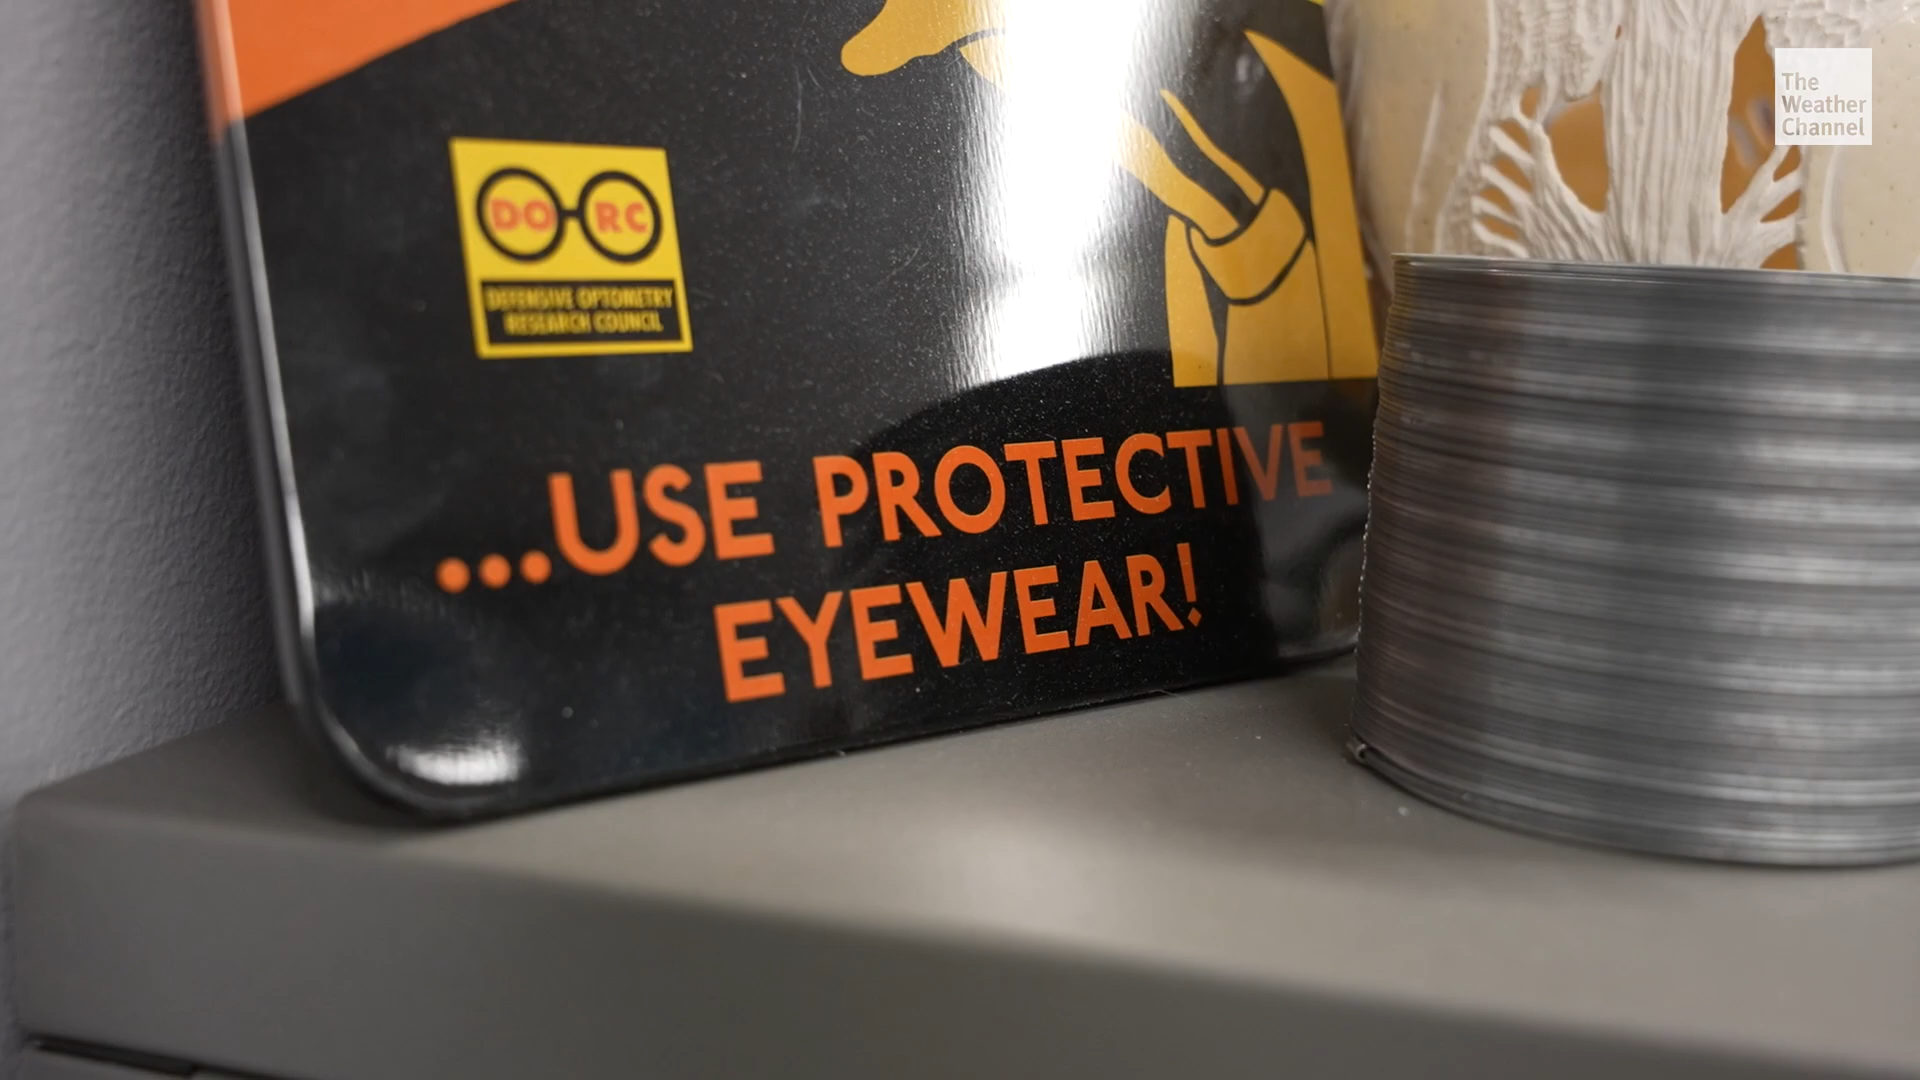 The
Weather
Channel
DO RC
DEFENSIVE OPTOMETRY
RESEARCH COUNCIL
...USE PROTECTIVE
EYEWEAR!